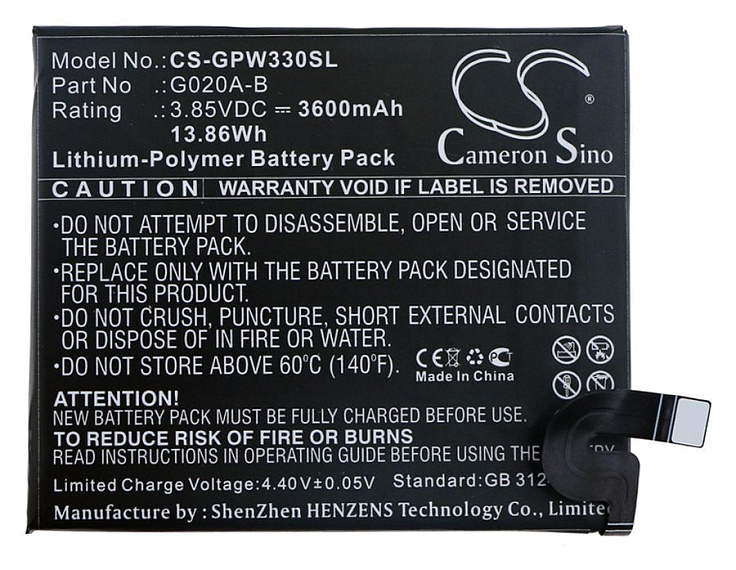 Model No.: CS-GPW330SL
Part No .: G020A-B
Rating .: 3.85VDC ⎓ 3600mAh
13.86Wh
Lithium-Polymer Battery Pack
CS ®
Cameron Sino
CAUTION WARRANTY VOID IF LABEL IS REMOVED
•DO NOT ATTEMPT TO DISASSEMBLE, OPEN OR SERVICE
THE BATTERY PACK.
•REPLACE ONLY WITH THE BATTERY PACK DESIGNATED
FOR THIS PRODUCT.
•DO NOT CRUSH, PUNCTURE, SHORT EXTERNAL CONTACTS
OR DISPOSE OF IN FIRE OR WATER.
•DO NOT STORE ABOVE 60°C (140°F).
CE PC
Made In China
ATTENTION!
NEW BATTERY PACK MUST BE FULLY CHARGED BEFORE USE.
TO REDUCE RISK OF FIRE OR BURNS
READ INSTRUCTIONS IN OPERATING GUIDE BEFORE USING THE
Limited Charge Voltage:4.40V±0.05V Standard:GB
Manufacture by : ShenZhen HENZENS Technology Co.,